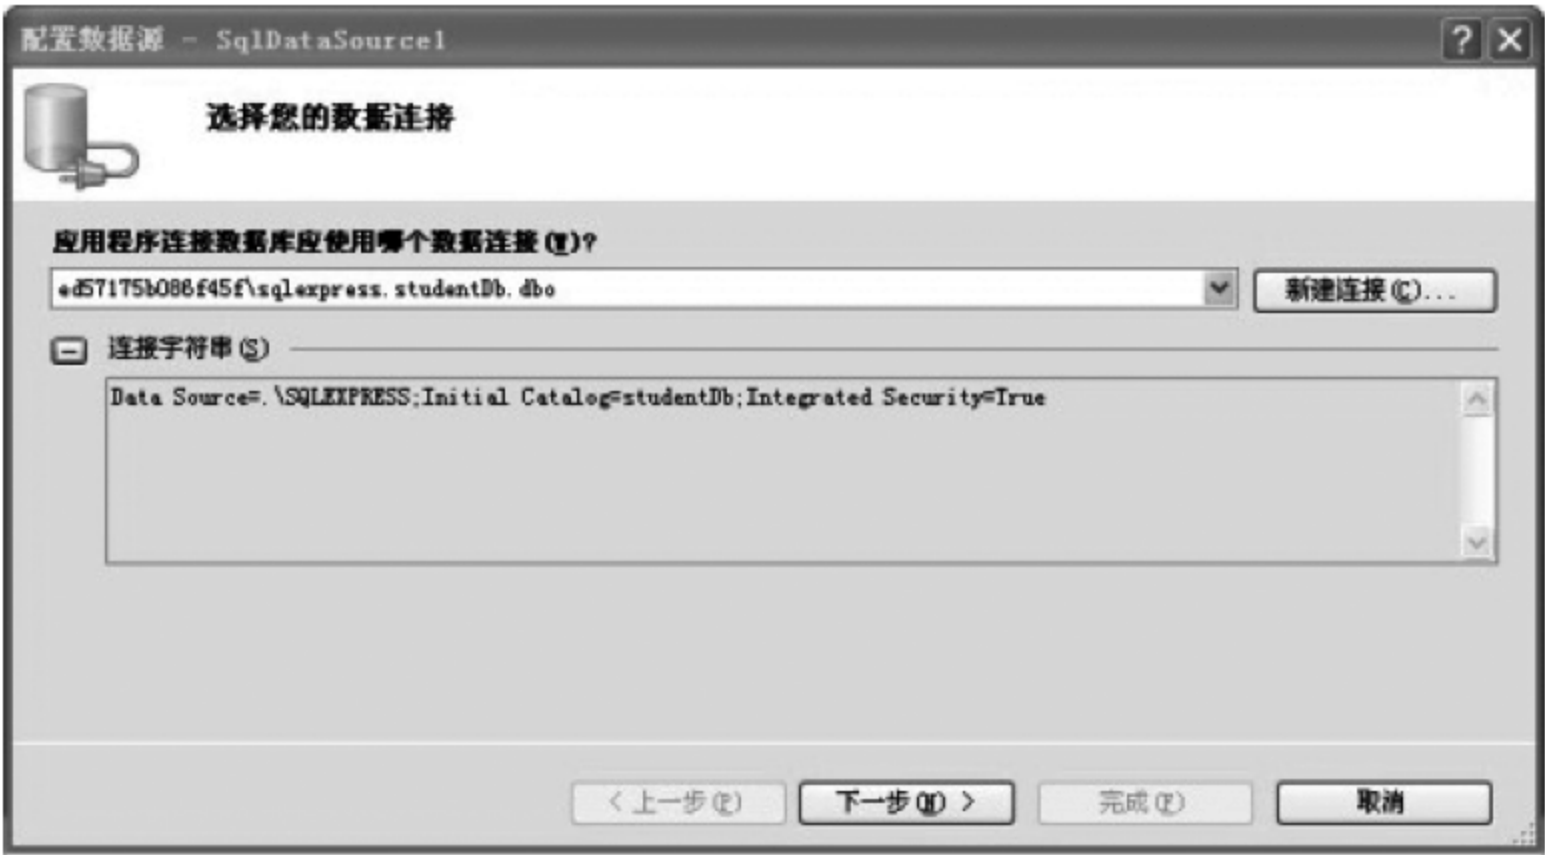 配置数据源 - SqlDataSource1
选择您的数据连接
应用程序连接数据库应使用哪个数据连接(W)?
ed57175b086f45f\sqlexpress.studentDb.dbo
新建连接(C)...
连接字符串(S)
Data Source=.\SQLEXPRESS;Initial Catalog=studentDb;Integrated Security=True
< 上一步(P)
下一步(N) >
完成(F)
取消